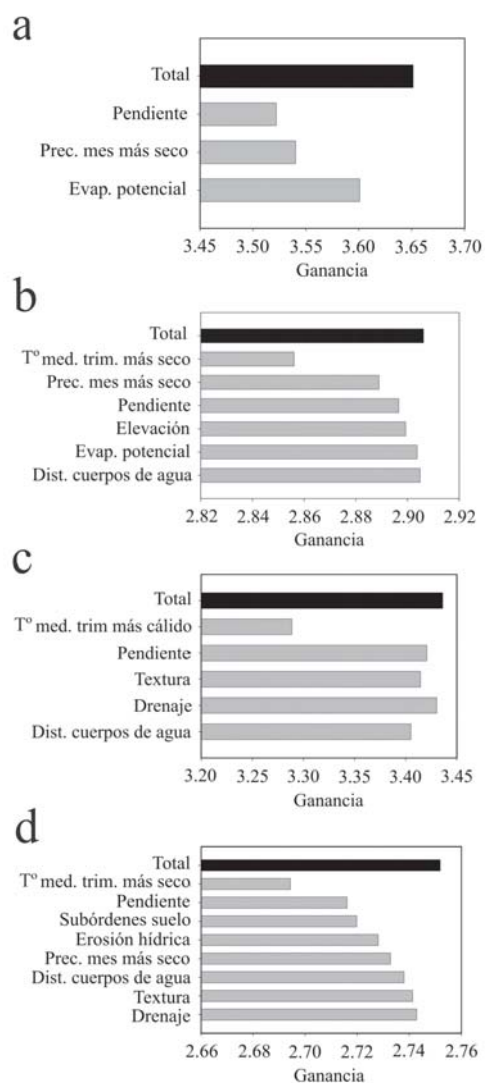 a
Total
Pendiente
Prec. mes más seco
Evap. potencial
3.45 3.50 3.55 3.60 3.65 3.70
Ganancia
b
Total
Tº med. trim. más seco
Prec. mes más seco
Pendiente
Elevación
Evap. potencial
Dist. cuerpos de agua
2.82 2.84 2.86 2.88 2.90 2.92
Ganancia
c
Total
Tº med. trim más cálido
Pendiente
Textura
Drenaje
Dist. cuerpos de agua
3.20 3.25 3.30 3.35 3.40 3.45
Ganancia
d
Total
Tº med. trim. más seco
Pendiente
Subórdenes suelo
Erosión hídrica
Prec. mes más seco
Dist. cuerpos de agua
Textura
Drenaje
2.66 2.68 2.70 2.72 2.74 2.76
Ganancia